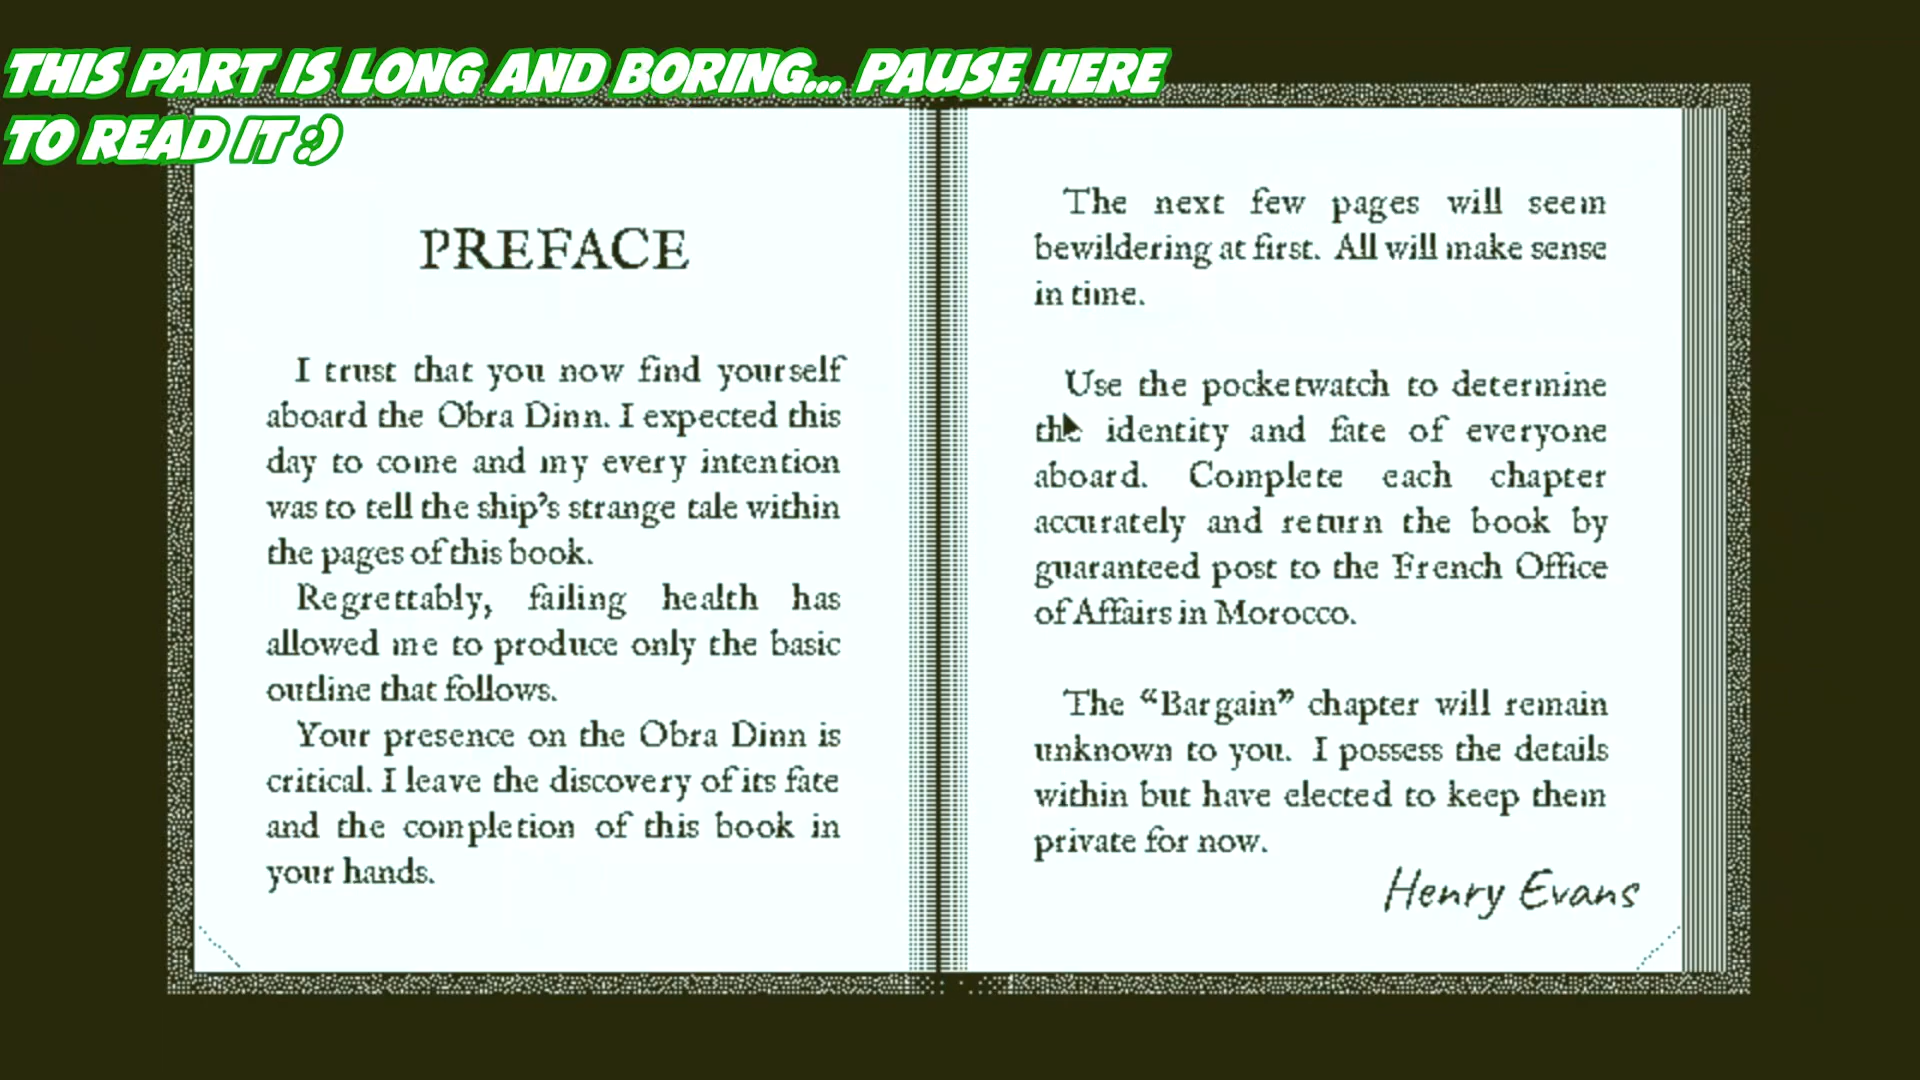 THIS PART IS LONG AND BORING... PAUSE HERE
TO READ IT :)
PREFACE
I trust that you now find yourself
aboard the Obra Dinn. I expected this
day to come and my every intention
was to tell the ship's strange tale within
the pages of this book.
Regrettably, failing health has
allowed me to produce only the basic
outline that follows.
Your presence on the Obra Dinn is
critical. I leave the discovery of its fate
and the completion of this book in
your hands.
The next few pages will seem
bewildering at first. All will make sense
in time.
Use the pocketwatch to determine
the identity and fate of everyone
aboard. Complete each chapter
accurately and return the book by
guaranteed post to the French Office
of Affairs in Morocco.
The “Bargain” chapter will remain
unknown to you. I possess the details
within but have elected to keep them
private for now.
Henry Evans